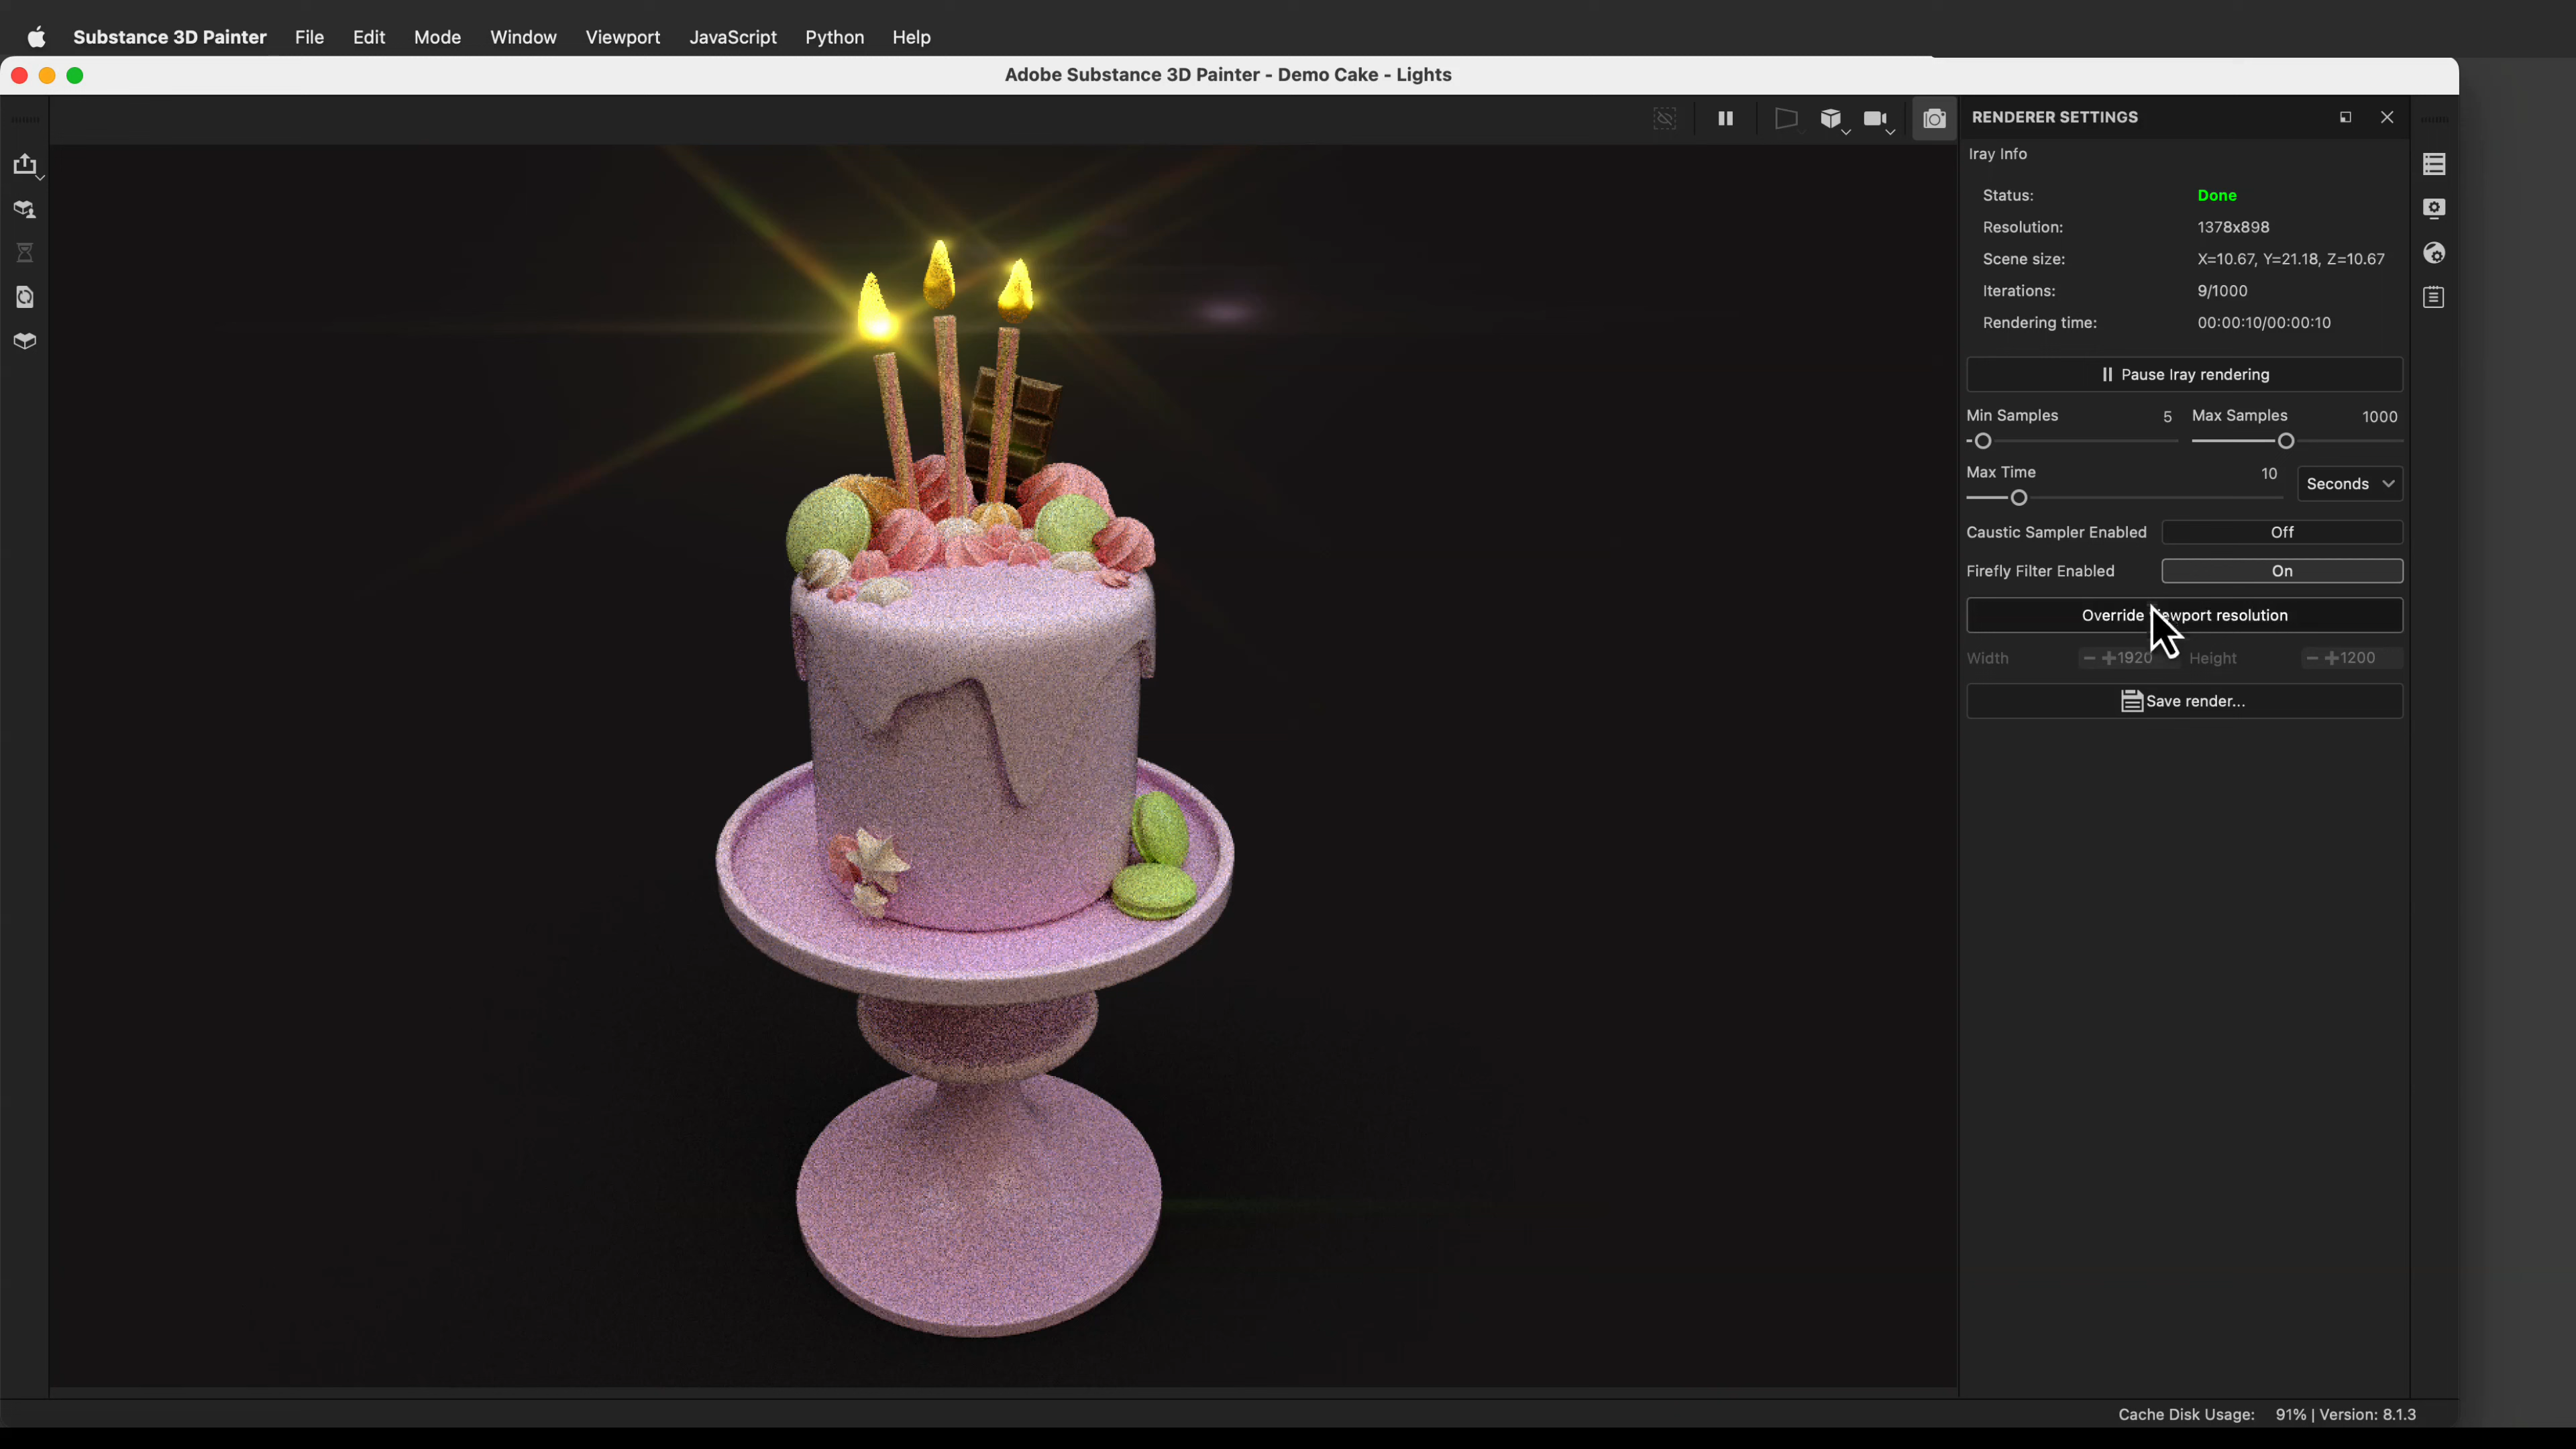 Substance 3D Painter File Edit Mode Window Viewport JavaScript Python Help
Adobe Substance 3D Painter - Demo Cake - Lights
RENDERER SETTINGS
Iray Info
Status: Done
Resolution: 1378x898
Scene size: X=10.67, Y=21.18, Z=10.67
Iterations: 9/1000
Rendering time: 00:00:10/00:00:10
Pause Iray rendering
Min Samples 5 Max Samples 1000
Max Time 10 Seconds
Caustic Sampler Enabled Off
Firefly Filter Enabled On
Override ewport resolution
Width 1920 Height 1200
Save render...
Cache Disk Usage: 91% | Version: 8.1.3